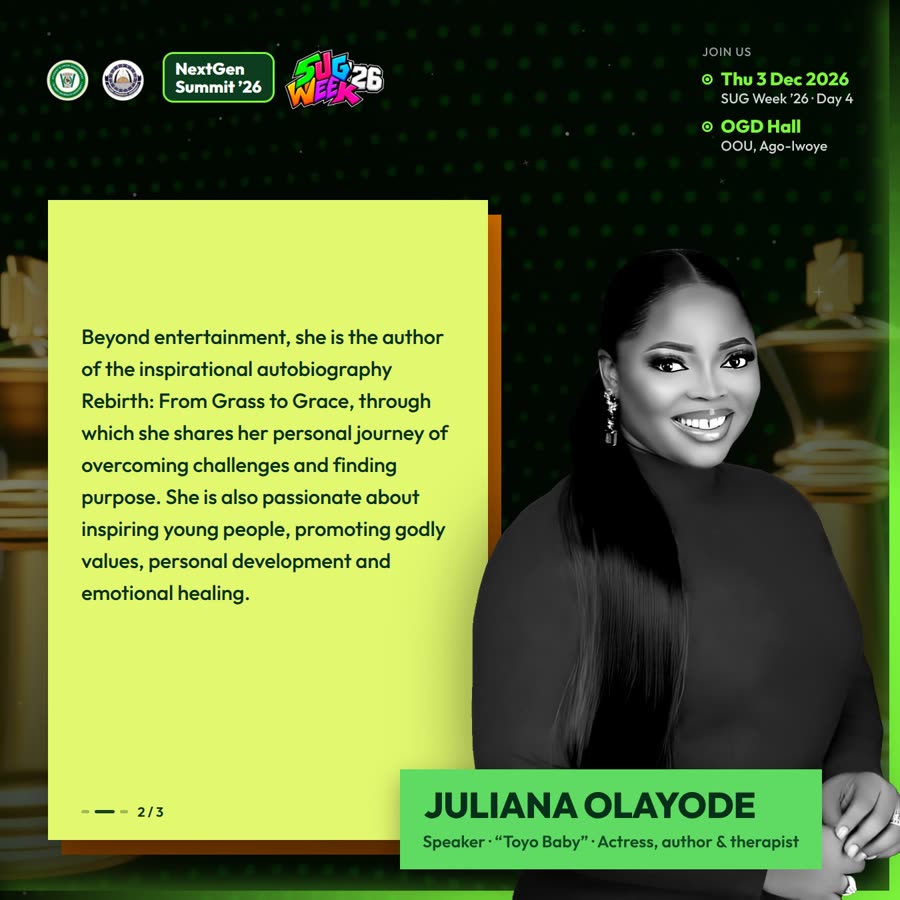 NextGen
Summit ’26
SUG
WEEK
’26
JOIN US
Thu 3 Dec 2026
SUG Week ’26 · Day 4
OGD Hall
OOU, Ago-Iwoye
Beyond entertainment, she is the author
of the inspirational autobiography
Rebirth: From Grass to Grace, through
which she shares her personal journey of
overcoming challenges and finding
purpose. She is also passionate about
inspiring young people, promoting godly
values, personal development and
emotional healing.
2 / 3
JULIANA OLAYODE
Speaker · “Toyo Baby” · Actress, author & therapist